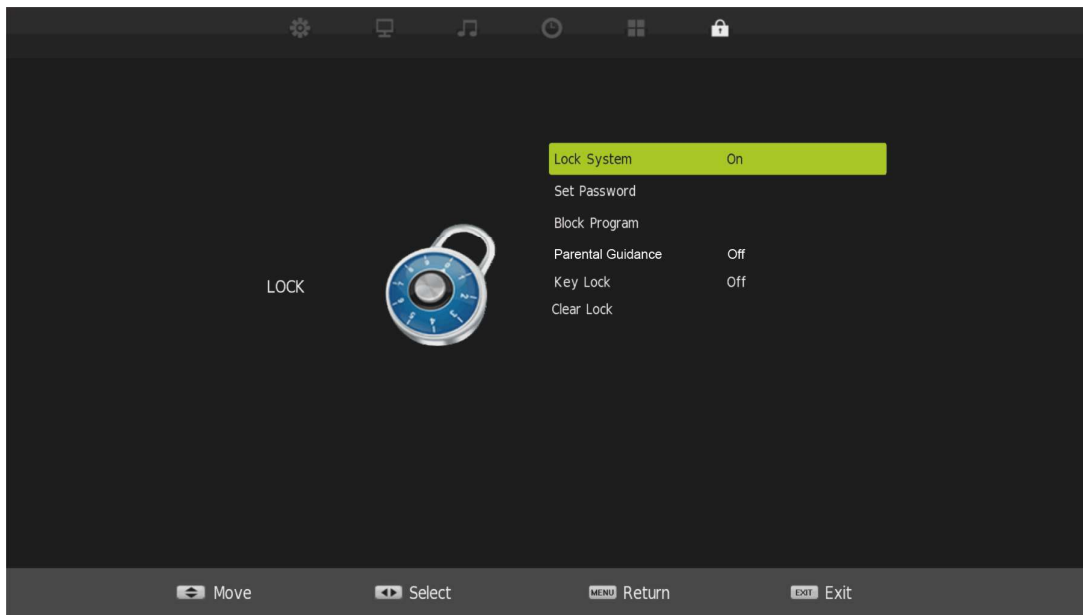 Lock System On
Set Password
Block Program
Parental Guidance Off
LOCK
Key Lock Off
Clear Lock
Move Select MENU Return EXIT Exit